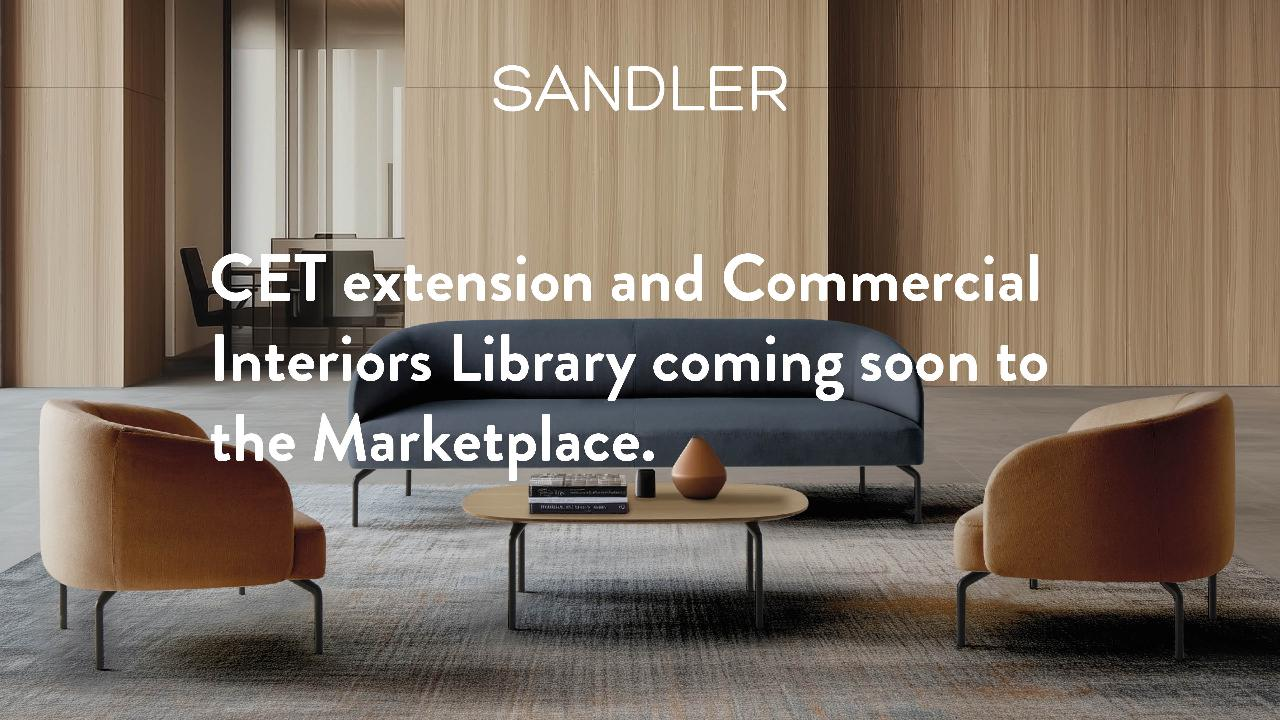 SANDLER
CET extension and Commercial
Interiors Library coming soon to
the Marketplace.